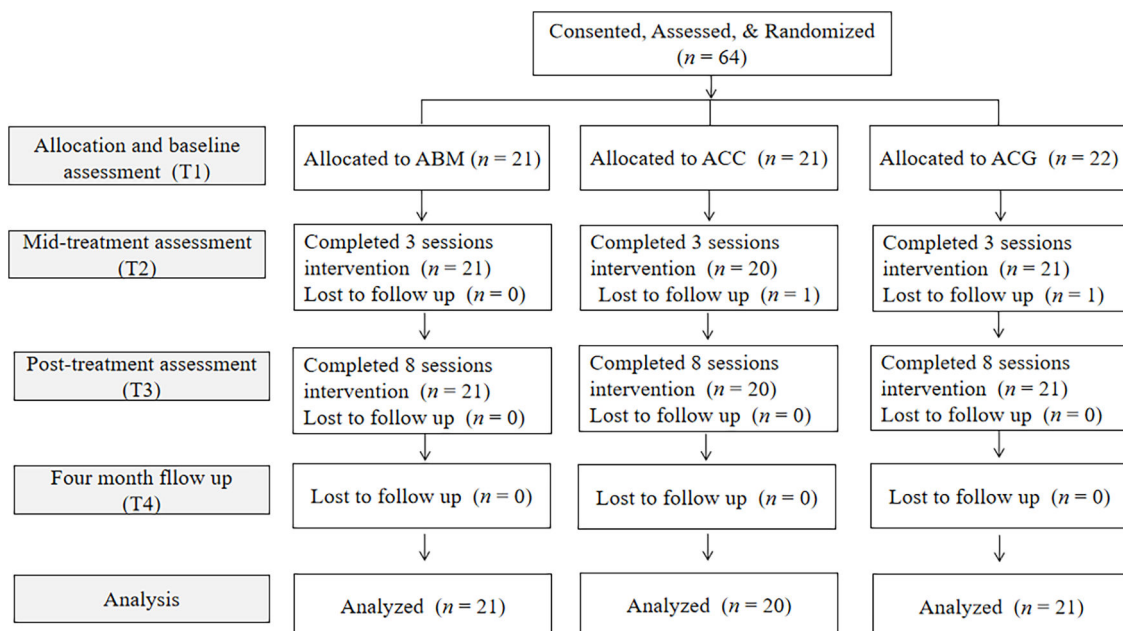 Consented, Assessed, & Randomized
(n = 64)
Allocation and baseline
assessment (T1)
Allocated to ABM (n = 21)
Allocated to ACC (n = 21)
Allocated to ACG (n = 22)
Mid-treatment assessment
(T2)
Completed 3 sessions
intervention (n = 21)
Lost to follow up (n = 0)
Completed 3 sessions
intervention (n = 20)
Lost to follow up (n = 1)
Completed 3 sessions
intervention (n = 21)
Lost to follow up (n = 1)
Post-treatment assessment
(T3)
Completed 8 sessions
intervention (n = 21)
Lost to follow up (n = 0)
Completed 8 sessions
intervention (n = 20)
Lost to follow up (n = 0)
Completed 8 sessions
intervention (n = 21)
Lost to follow up (n = 0)
Four month fllow up
(T4)
Lost to follow up (n = 0)
Lost to follow up (n = 0)
Lost to follow up (n = 0)
Analysis
Analyzed (n = 21)
Analyzed (n = 20)
Analyzed (n = 21)